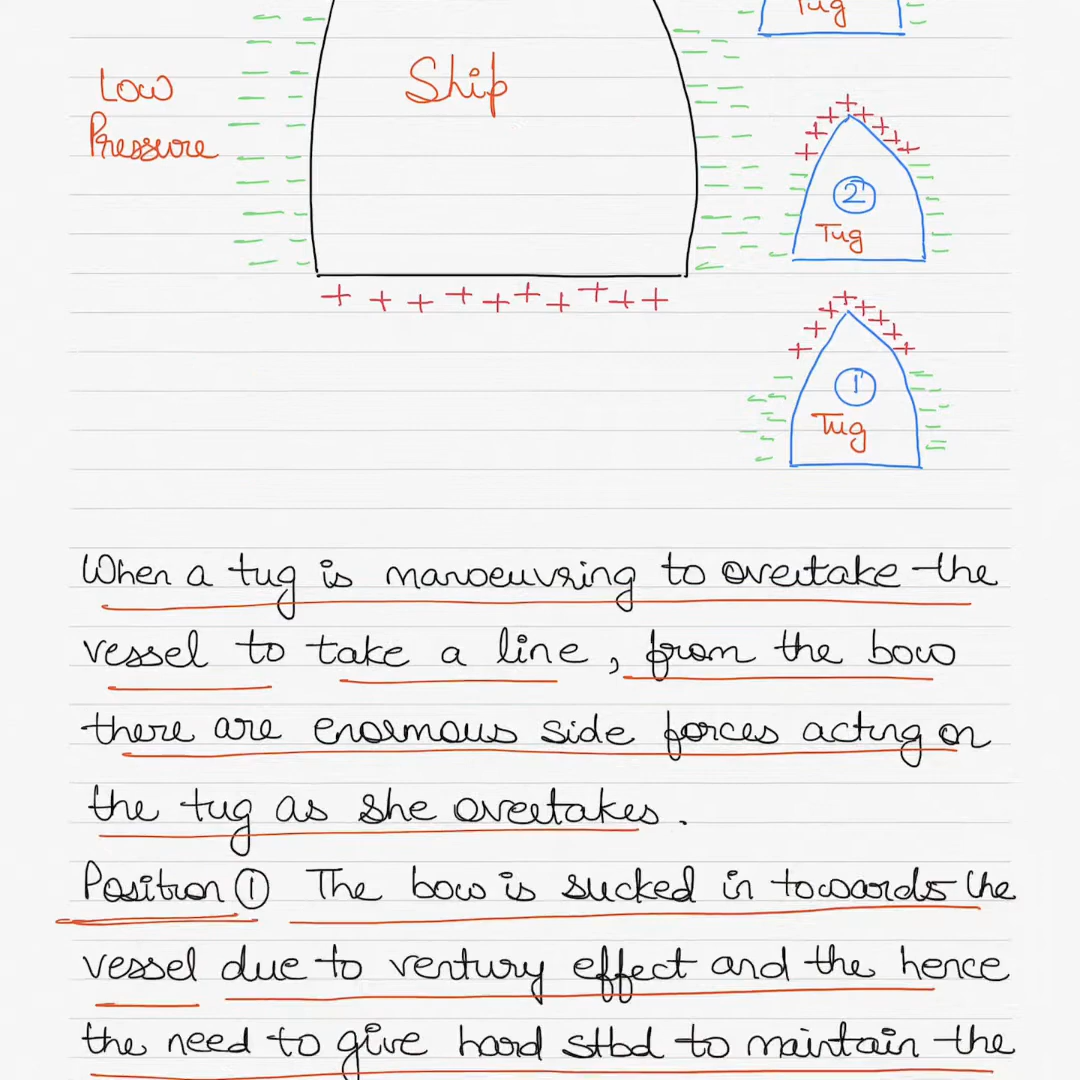 Tug
Low
Pressure
Ship
+ + + + + + + + + +
2
Tug
1
Tug
When a tug is manoeuvring to overtake the
vessel to take a line, from the bow
there are enormous side forces acting on
the tug as she overtakes.
Position ① The bow is sucked in towards the
vessel due to ventury effect and the hence
the need to give hard stbd to maintain the